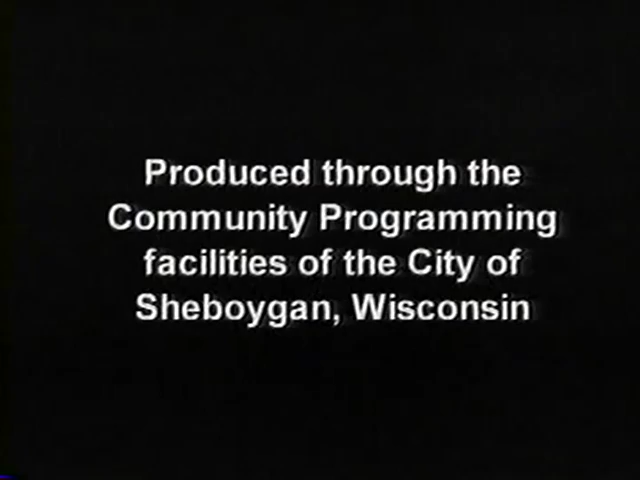 Produced through the
Community Programming
facilities of the City of
Sheboygan, Wisconsin